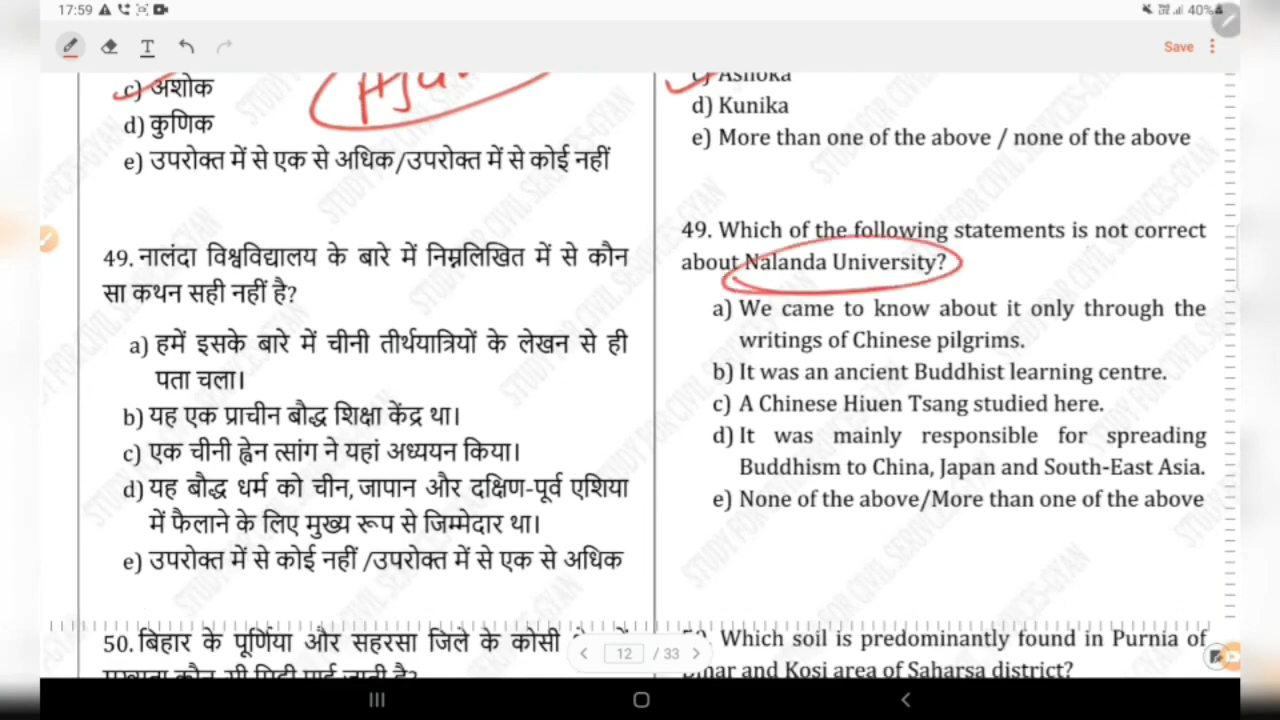 17:59
40%
T
Save
c) अशोक
d) कुणिक
e) उपरोक्त में से एक से अधिक/उपरोक्त में से कोई नहीं
49. नालंदा विश्वविद्यालय के बारे में निम्नलिखित में से कौन
सा कथन सही नहीं है?
a) हमें इसके बारे में चीनी तीर्थयात्रियों के लेखन से ही
पता चला।
b) यह एक प्राचीन बौद्ध शिक्षा केंद्र था।
c) एक चीनी ह्वेन त्सांग ने यहां अध्ययन किया।
d) यह बौद्ध धर्म को चीन, जापान और दक्षिण-पूर्व एशिया
में फैलाने के लिए मुख्य रूप से जिम्मेदार था।
e) उपरोक्त में से कोई नहीं /उपरोक्त में से एक से अधिक
50. बिहार के पूर्णिया और सहरसा जिले के कोसी
c) Ashoka
d) Kunika
e) More than one of the above / none of the above
49. Which of the following statements is not correct
about Nalanda University?
a) We came to know about it only through the
writings of Chinese pilgrims.
b) It was an ancient Buddhist learning centre.
c) A Chinese Hiuen Tsang studied here.
d) It was mainly responsible for spreading
Buddhism to China, Japan and South-East Asia.
e) None of the above/More than one of the above
Which soil is predominantly found in Purnia of
and Kosi area of Saharsa district?
12 / 33
STUDY FOR CIVIL SERVICES-GYAN